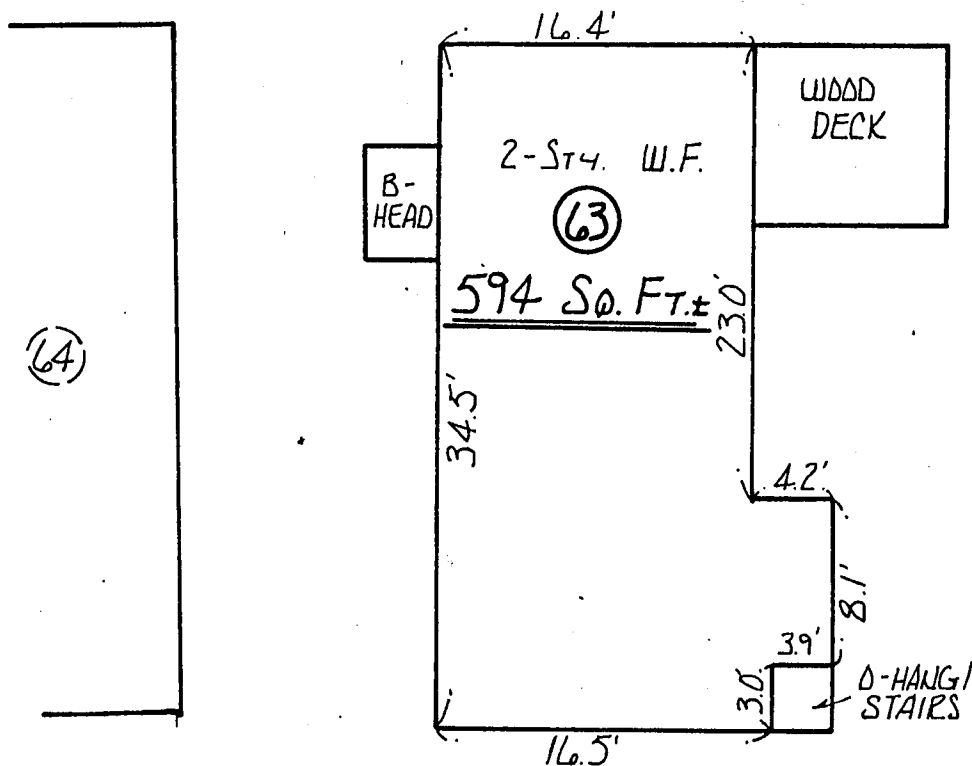 16.4'
WOOD
DECK
2-STY. W.F.
B-
HEAD
63
594 SQ. FT.±
23.0'
64
34.5'
4.2'
8.1'
3.9'
3.0'
O-HANG/
STAIRS
16.5'